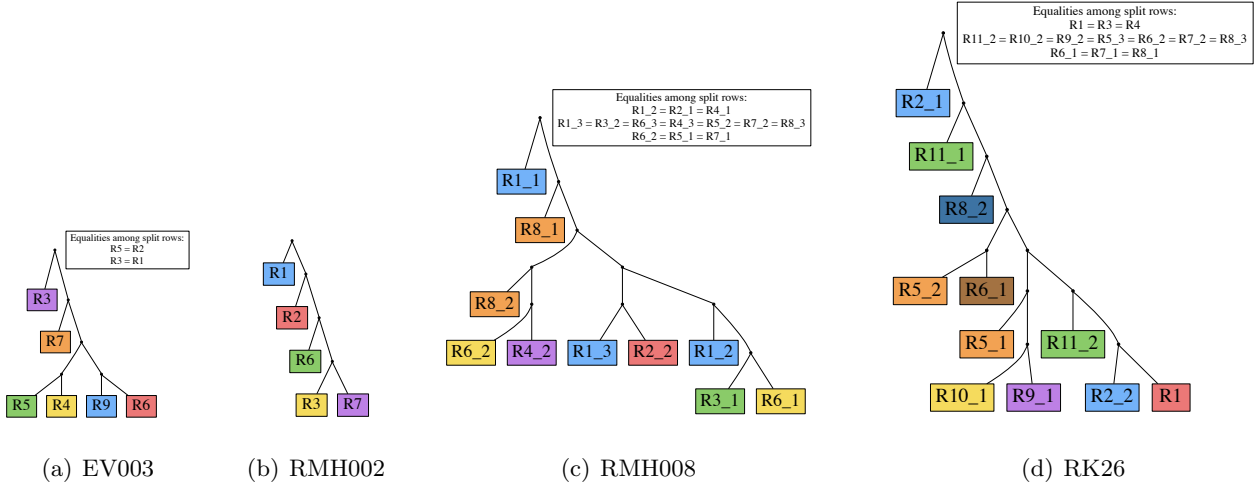 Equalities among split rows:
R5 = R2
R3 = R1
R3
R7
R5 R4 R9 R6
(a) EV003
R1
R2
R6
R3 R7
(b) RMH002
Equalities among split rows:
R1_2 = R2_1 = R4_1
R1_3 = R3_2 = R6_3 = R4_3 = R5_2 = R7_2 = R8_3
R6_2 = R5_1 = R7_1
R1_1
R8_1
R8_2
R6_2 R4_2 R1_3 R2_2 R1_2
R3_1 R6_1
(c) RMH008
Equalities among split rows:
R1 = R3 = R4
R11_2 = R10_2 = R9_2 = R5_3 = R6_2 = R7_2 = R8_3
R6_1 = R7_1 = R8_1
R2_1
R11_1
R8_2
R5_2 R6_1
R5_1 R11_2
R10_1 R9_1 R2_2 R1
(d) RK26